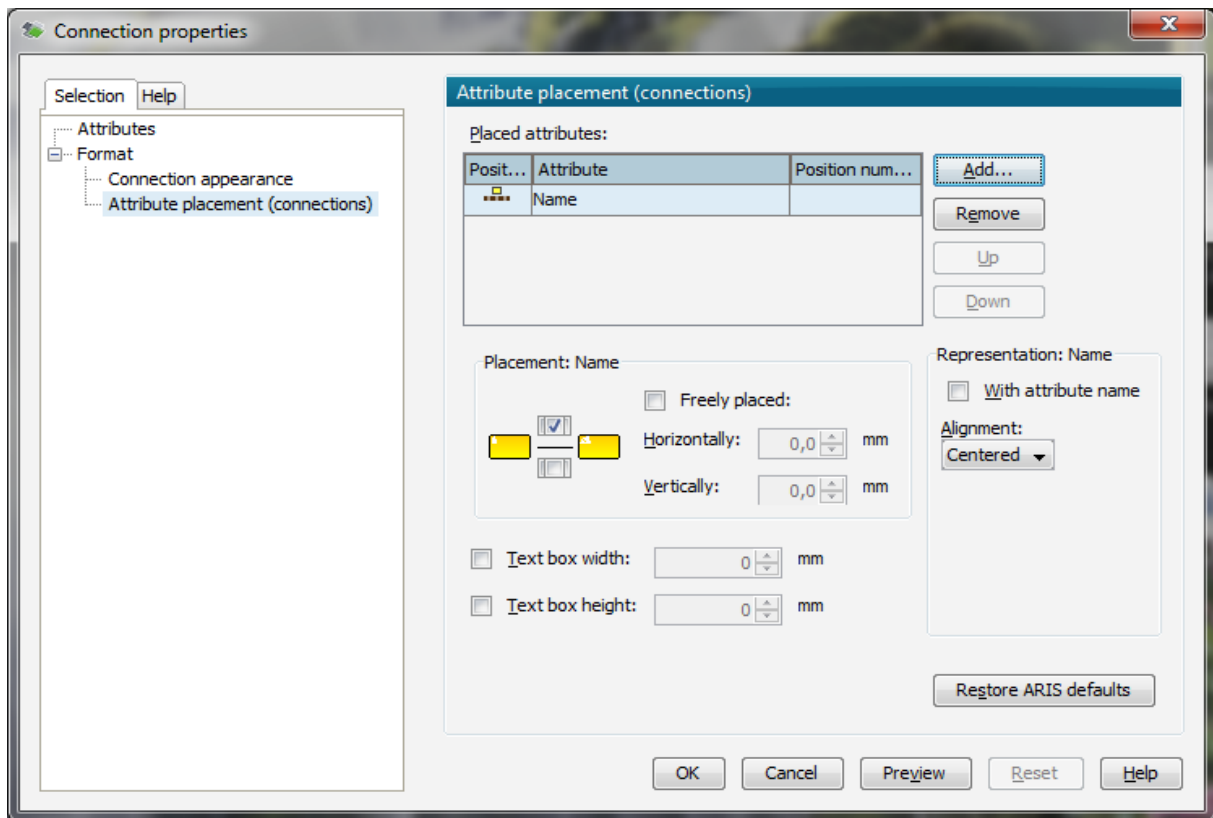 Connection properties
Selection Help
Attributes
Format
Connection appearance
Attribute placement (connections)
Attribute placement (connections)
Placed attributes:
Posit... Attribute Position num...
Name
Add...
Remove
Up
Down
Placement: Name
Freely placed:
Horizontally: 0,0 mm
Vertically: 0,0 mm
Representation: Name
With attribute name
Alignment:
Centered
Text box width: 0 mm
Text box height: 0 mm
Restore ARIS defaults
OK Cancel Preview Reset Help